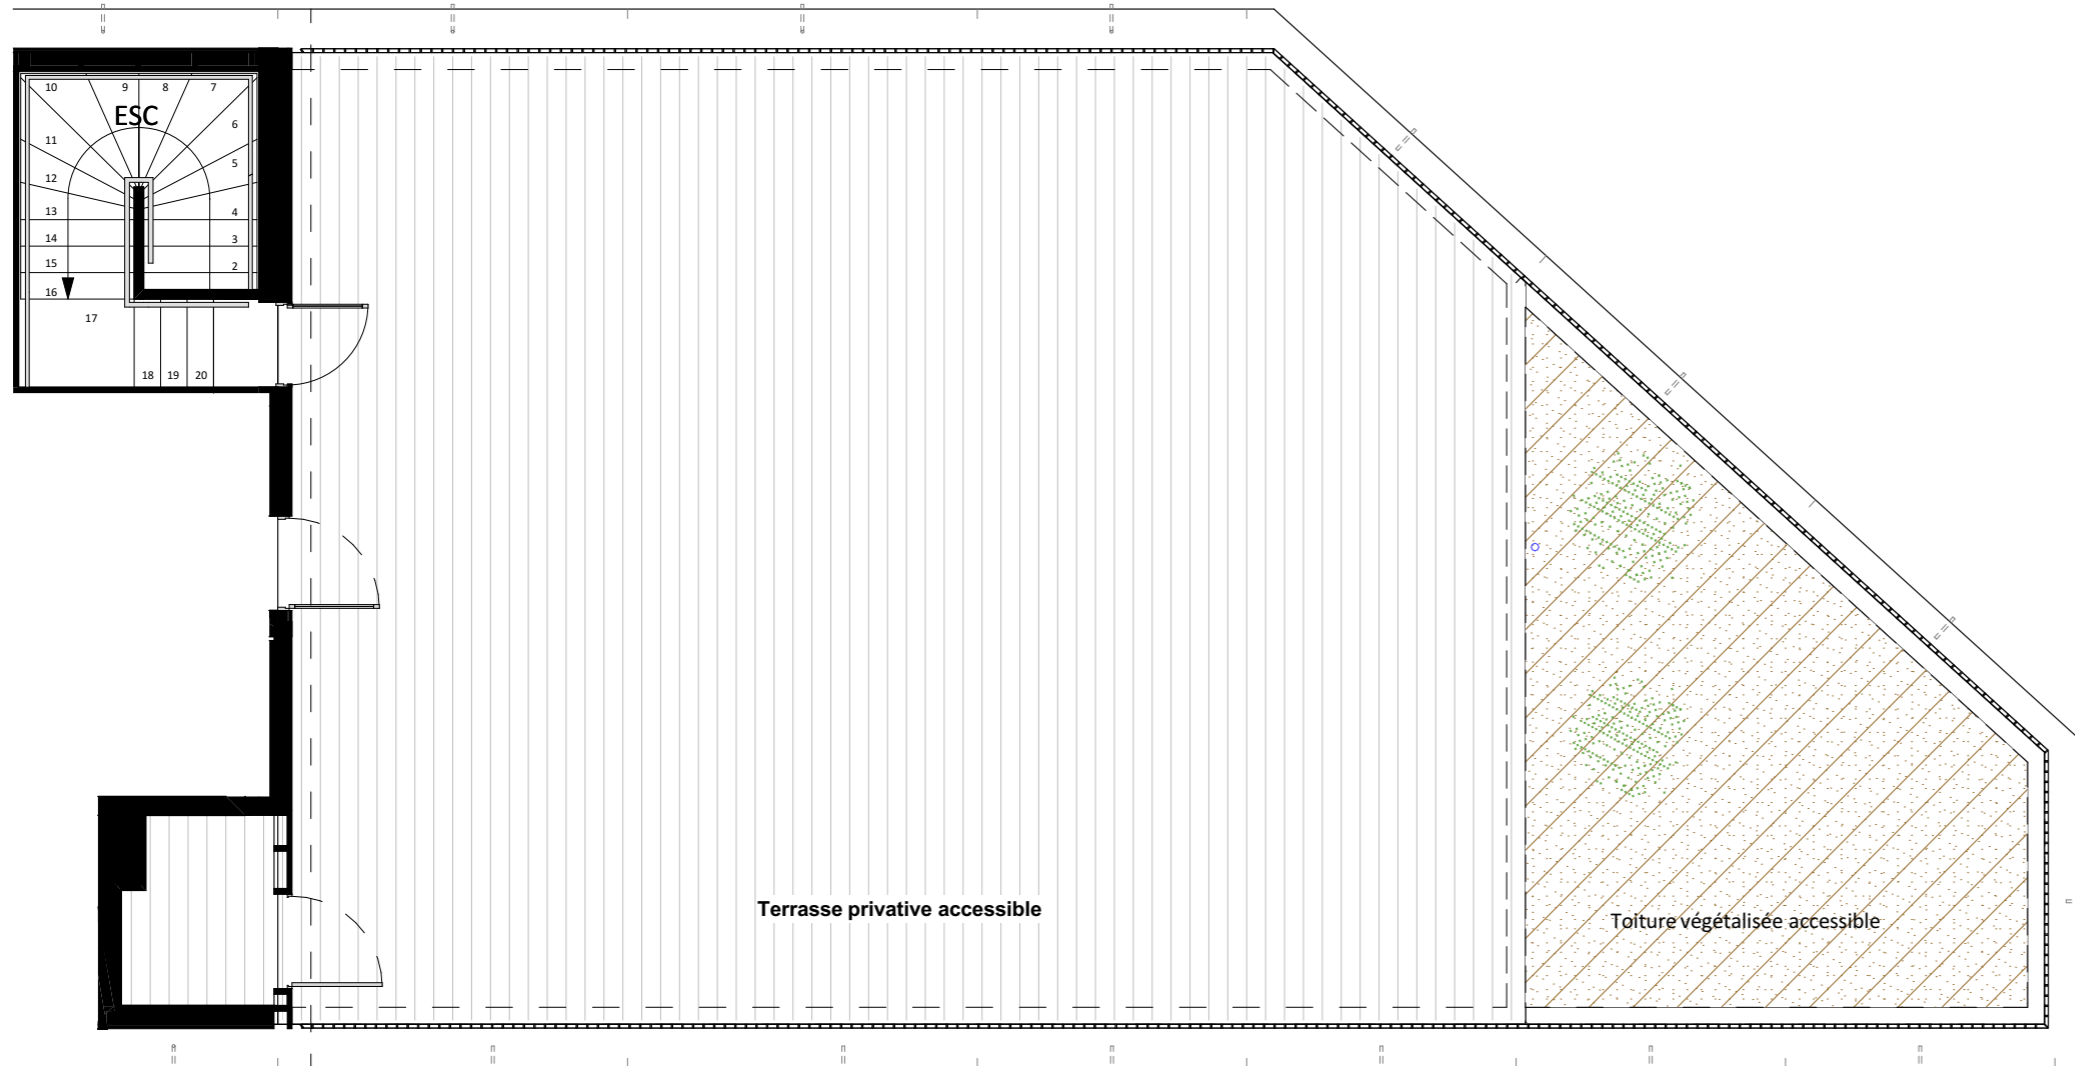 10 9 8 7
ESC
6
11
5
12
13 4
14 3
15 2
16
17
18 19 20
Terrasse privative accessible
Toiture végétalisée accessible